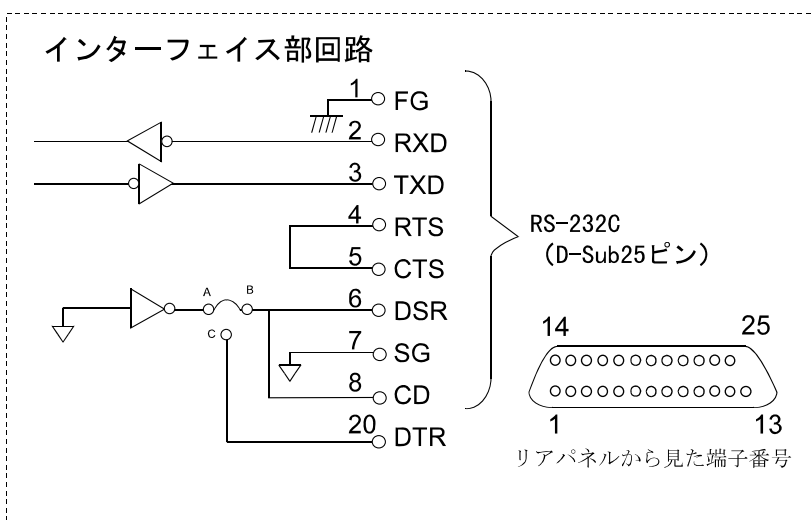 インターフェイス部回路
1 FG
2 RXD
3 TXD
4 RTS
5 CTS
A B
6 DSR
C
7 SG
8 CD
20 DTR
RS-232C
(D-Sub25ピン)
14 25
1 13
リアパネルから見た端子番号